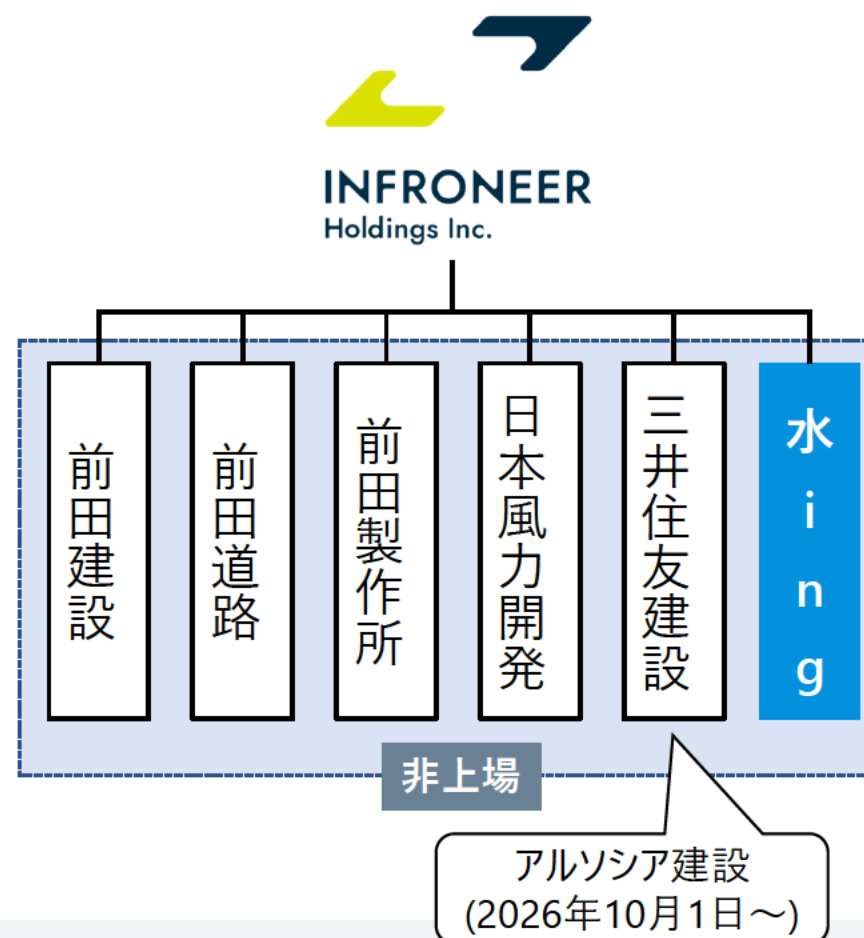 INFRONEER
Holdings Inc.
前田建設
前田道路
前田製作所
日本風力開発
三井住友建設
水ing
非上場
アルソシア建設
(2026年10月1日～)